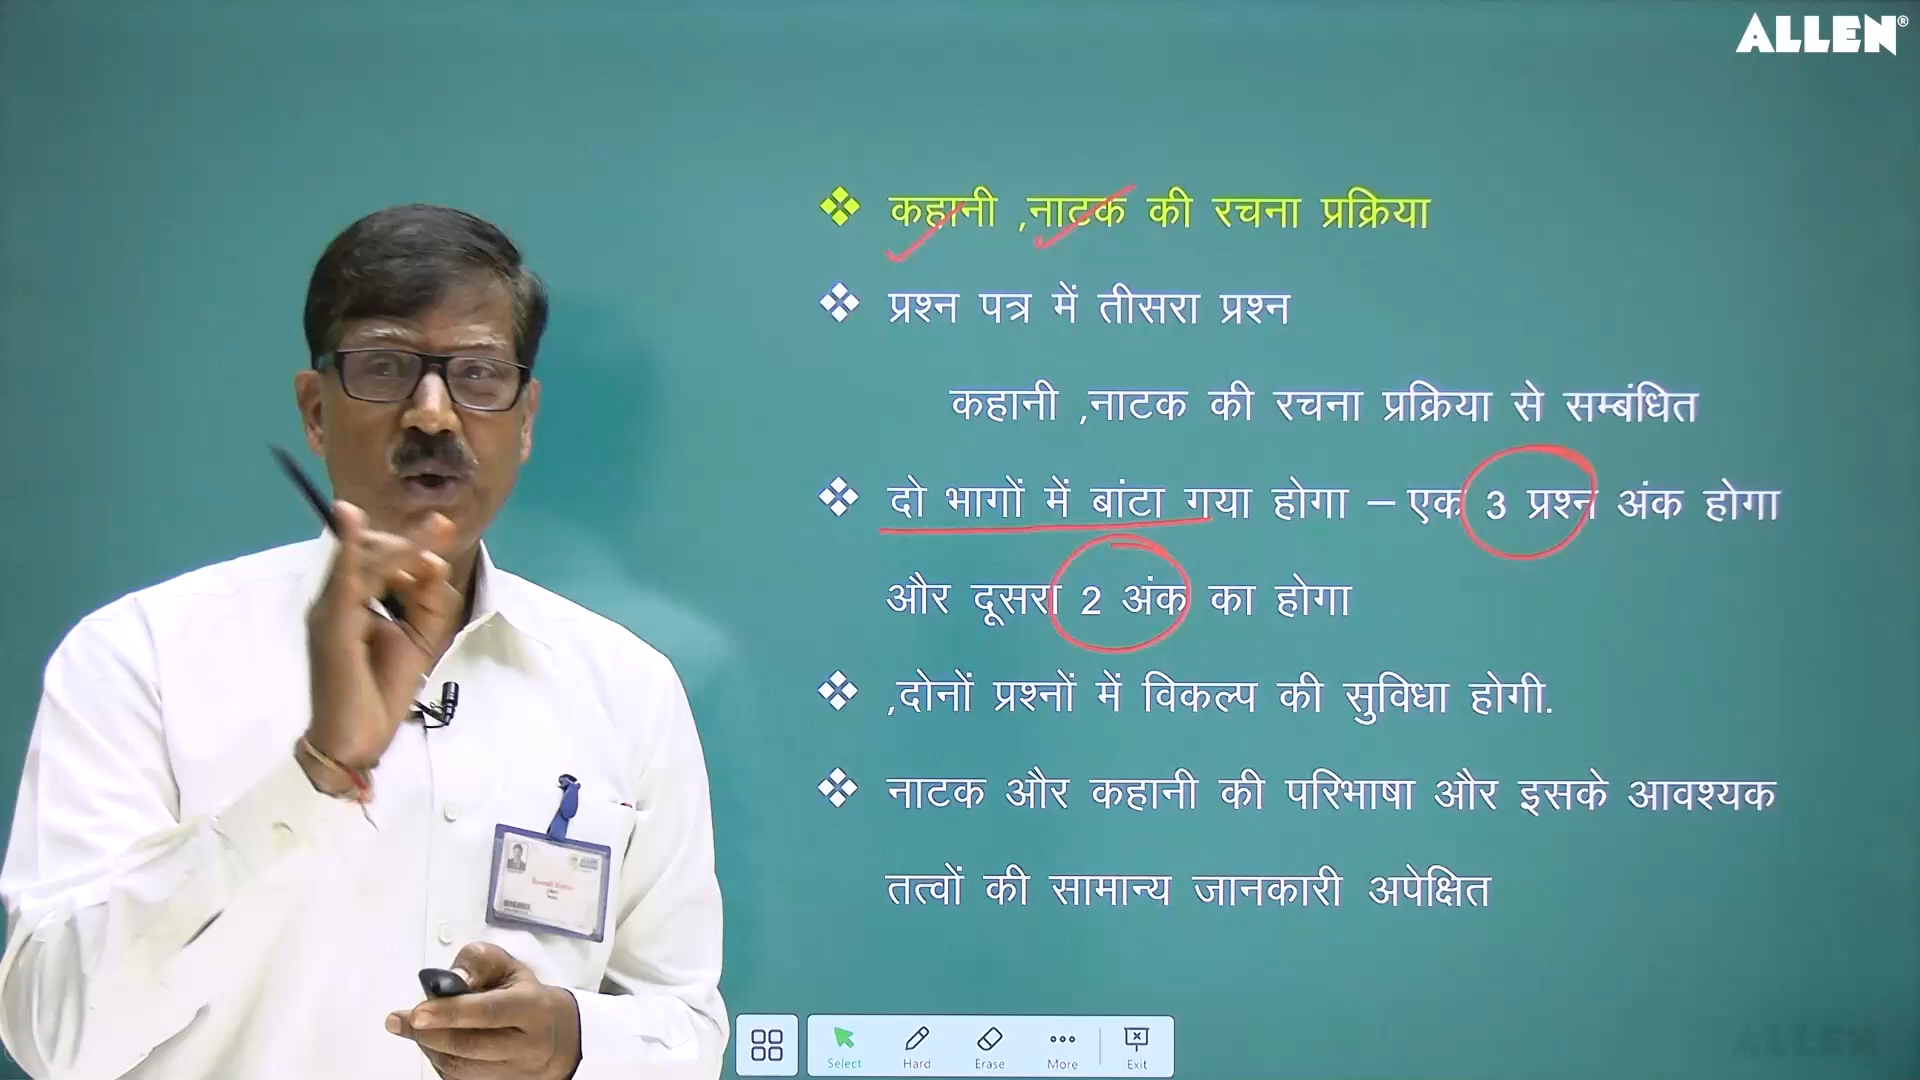 ALLEN®
कहानी ,नाटक की रचना प्रक्रिया
प्रश्न पत्र में तीसरा प्रश्न
कहानी ,नाटक की रचना प्रक्रिया से सम्बंधित
दो भागों में बांटा गया होगा – एक 3 प्रश्न अंक होगा
और दूसरा 2 अंक का होगा
,दोनों प्रश्नों में विकल्प की सुविधा होगी.
नाटक और कहानी की परिभाषा और इसके आवश्यक
तत्वों की सामान्य जानकारी अपेक्षित
ALLEN
Select Hard Erase More Exit
ALLEN